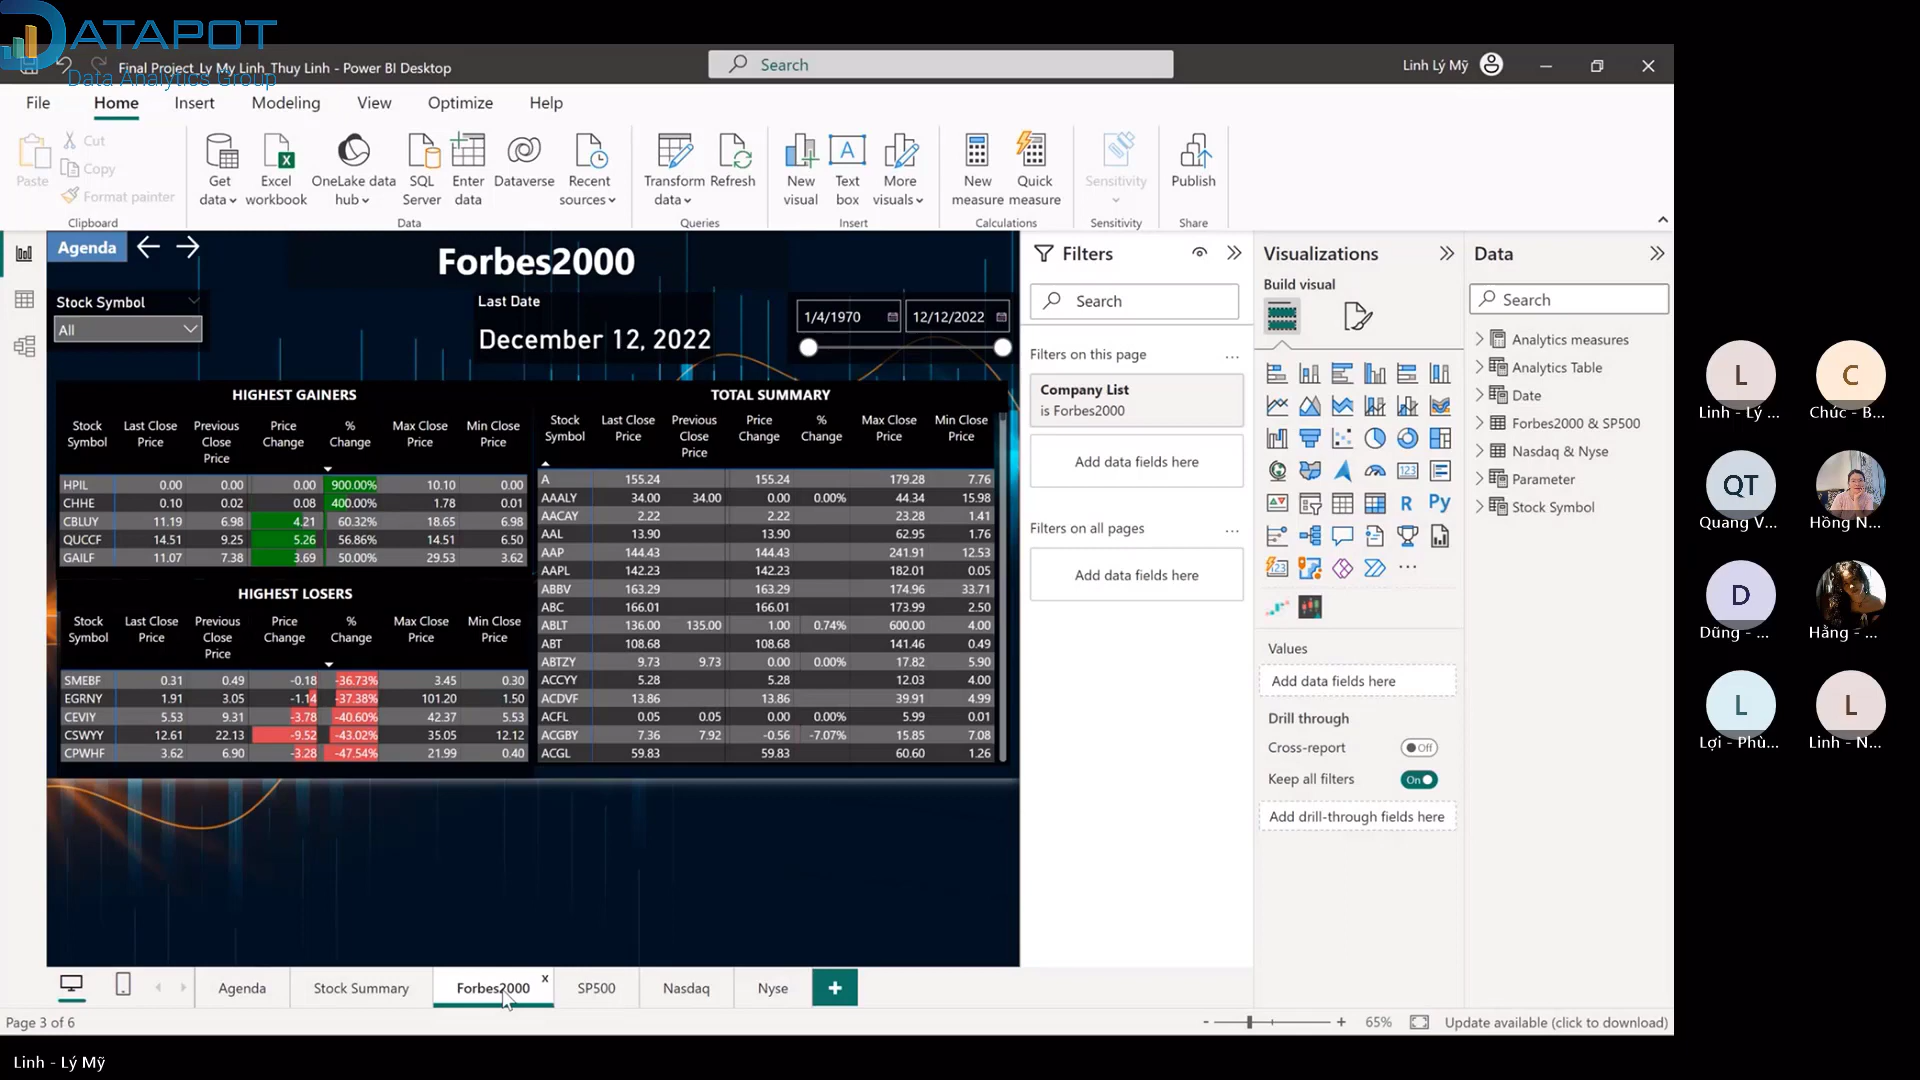 DATAPOT
Data Analytics Group
Final Project_Ly My Linh_Thuy Linh - Power BI Desktop
Search
Linh Lý Mỹ
File
Home
Insert
Modeling
View
Optimize
Help
Paste
Cut
Copy
Format painter
Clipboard
Get
data
Excel
workbook
OneLake data
hub
SQL
Server
Enter
data
Dataverse
Recent
sources
Data
Transform
data
Refresh
Queries
New
visual
Text
box
More
visuals
Insert
New
measure
Quick
measure
Calculations
Sensitivity
Sensitivity
Publish
Share
Agenda
Forbes2000
Stock Symbol
All
Last Date
December 12, 2022
1/4/1970
12/12/2022
HIGHEST GAINERS
Stock Symbol Last Close Price Previous Close Price Price Change % Change Max Close Price Min Close Price
HPIL 0.00 0.00 0.00 900.00% 10.10 0.00
CHHE 0.10 0.02 0.08 400.00% 1.78 0.01
CBLUY 11.19 6.98 4.21 60.32% 18.65 6.98
QUCCF 14.51 9.25 5.26 56.86% 14.51 6.50
GAILF 11.07 7.38 3.69 50.00% 29.53 3.62
HIGHEST LOSERS
Stock Symbol Last Close Price Previous Close Price Price Change % Change Max Close Price Min Close Price
SMEBF 0.31 0.49 -0.18 -36.73% 3.45 0.30
EGRNY 1.91 3.05 -1.14 -37.38% 101.20 1.50
CEVIY 5.53 9.31 -3.78 -40.60% 42.37 5.53
CSWYY 12.61 22.13 -9.52 -43.02% 35.05 12.12
CPWHF 3.62 6.90 -3.28 -47.54% 21.99 0.40
TOTAL SUMMARY
Stock Symbol Last Close Price Previous Close Price Price Change % Change Max Close Price Min Close Price
A 155.24 155.24 179.28 7.76
AAALY 34.00 34.00 0.00 0.00% 44.34 15.98
AACAY 2.22 2.22 23.28 1.41
AAL 13.90 13.90 62.95 1.76
AAP 144.43 144.43 241.91 12.53
AAPL 142.23 142.23 182.01 0.05
ABBV 163.29 163.29 174.96 33.71
ABC 166.01 166.01 173.99 2.50
ABLT 136.00 135.00 1.00 0.74% 600.00 4.00
ABT 108.68 108.68 141.46 0.49
ABTZY 9.73 9.73 0.00 0.00% 17.82 5.90
ACCYY 5.28 5.28 12.03 4.00
ACDVF 13.86 13.86 39.91 4.99
ACFL 0.05 0.05 0.00 0.00% 5.99 0.01
ACGBY 7.36 7.92 -0.56 -7.07% 15.85 7.08
ACGL 59.83 59.83 60.60 1.26
Filters
Search
Filters on this page
...
Company List
is Forbes2000
Add data fields here
Filters on all pages
...
Add data fields here
Visualizations
Build visual
123
R
Py
123
...
Values
Add data fields here
Drill through
Cross-report
Off
Keep all filters
On
Add drill-through fields here
Data
Search
Analytics measures
Analytics Table
Date
Forbes2000 & SP500
Nasdaq & Nyse
Parameter
Stock Symbol
Agenda
Stock Summary
Forbes2000
x
SP500
Nasdaq
Nyse
+
Page 3 of 6
-
+
65%
Update available (click to download)
L
Linh - Lý ...
C
Chúc - B...
QT
Quang V...
Hồng N...
D
Dũng - ...
Hằng - ...
L
Lợi - Phù...
L
Linh - N...
Linh - Lý Mỹ